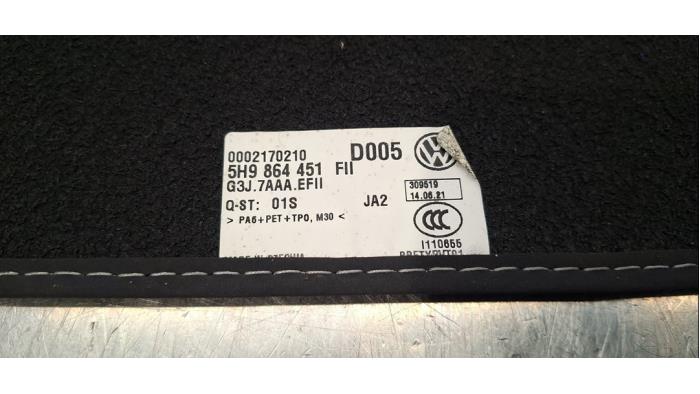 0002170210 D005
5H9 864 451 FII
G3J.7AAA.EFII
309519
14.06.21
Q-ST: 01S JA2
> PA6+PET+TPO, M30 <
CCC
I110655